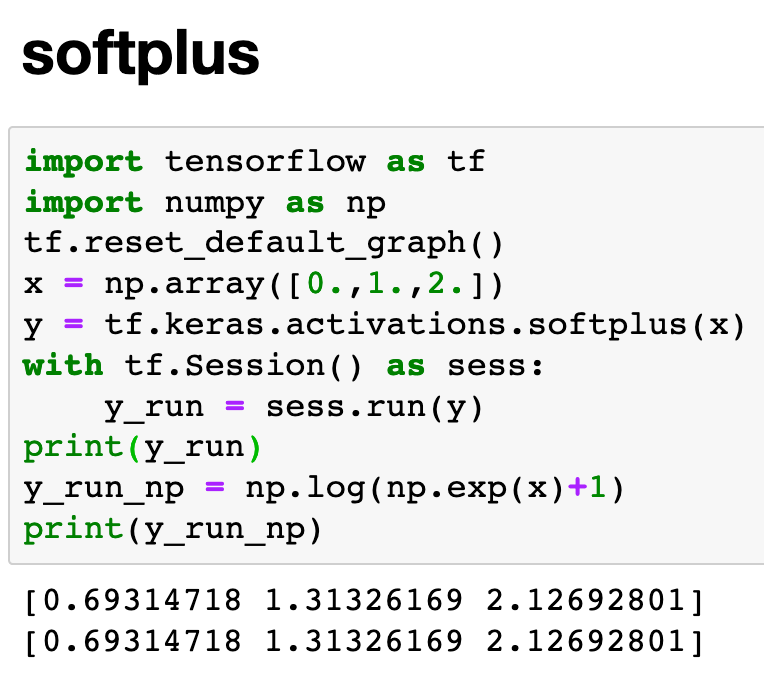 softplus
import tensorflow as tf
import numpy as np
tf.reset_default_graph()
x = np.array([0.,1.,2.])
y = tf.keras.activations.softplus(x)
with tf.Session() as sess:
    y_run = sess.run(y)
print(y_run)
y_run_np = np.log(np.exp(x)+1)
print(y_run_np)
[0.69314718 1.31326169 2.12692801]
[0.69314718 1.31326169 2.12692801]